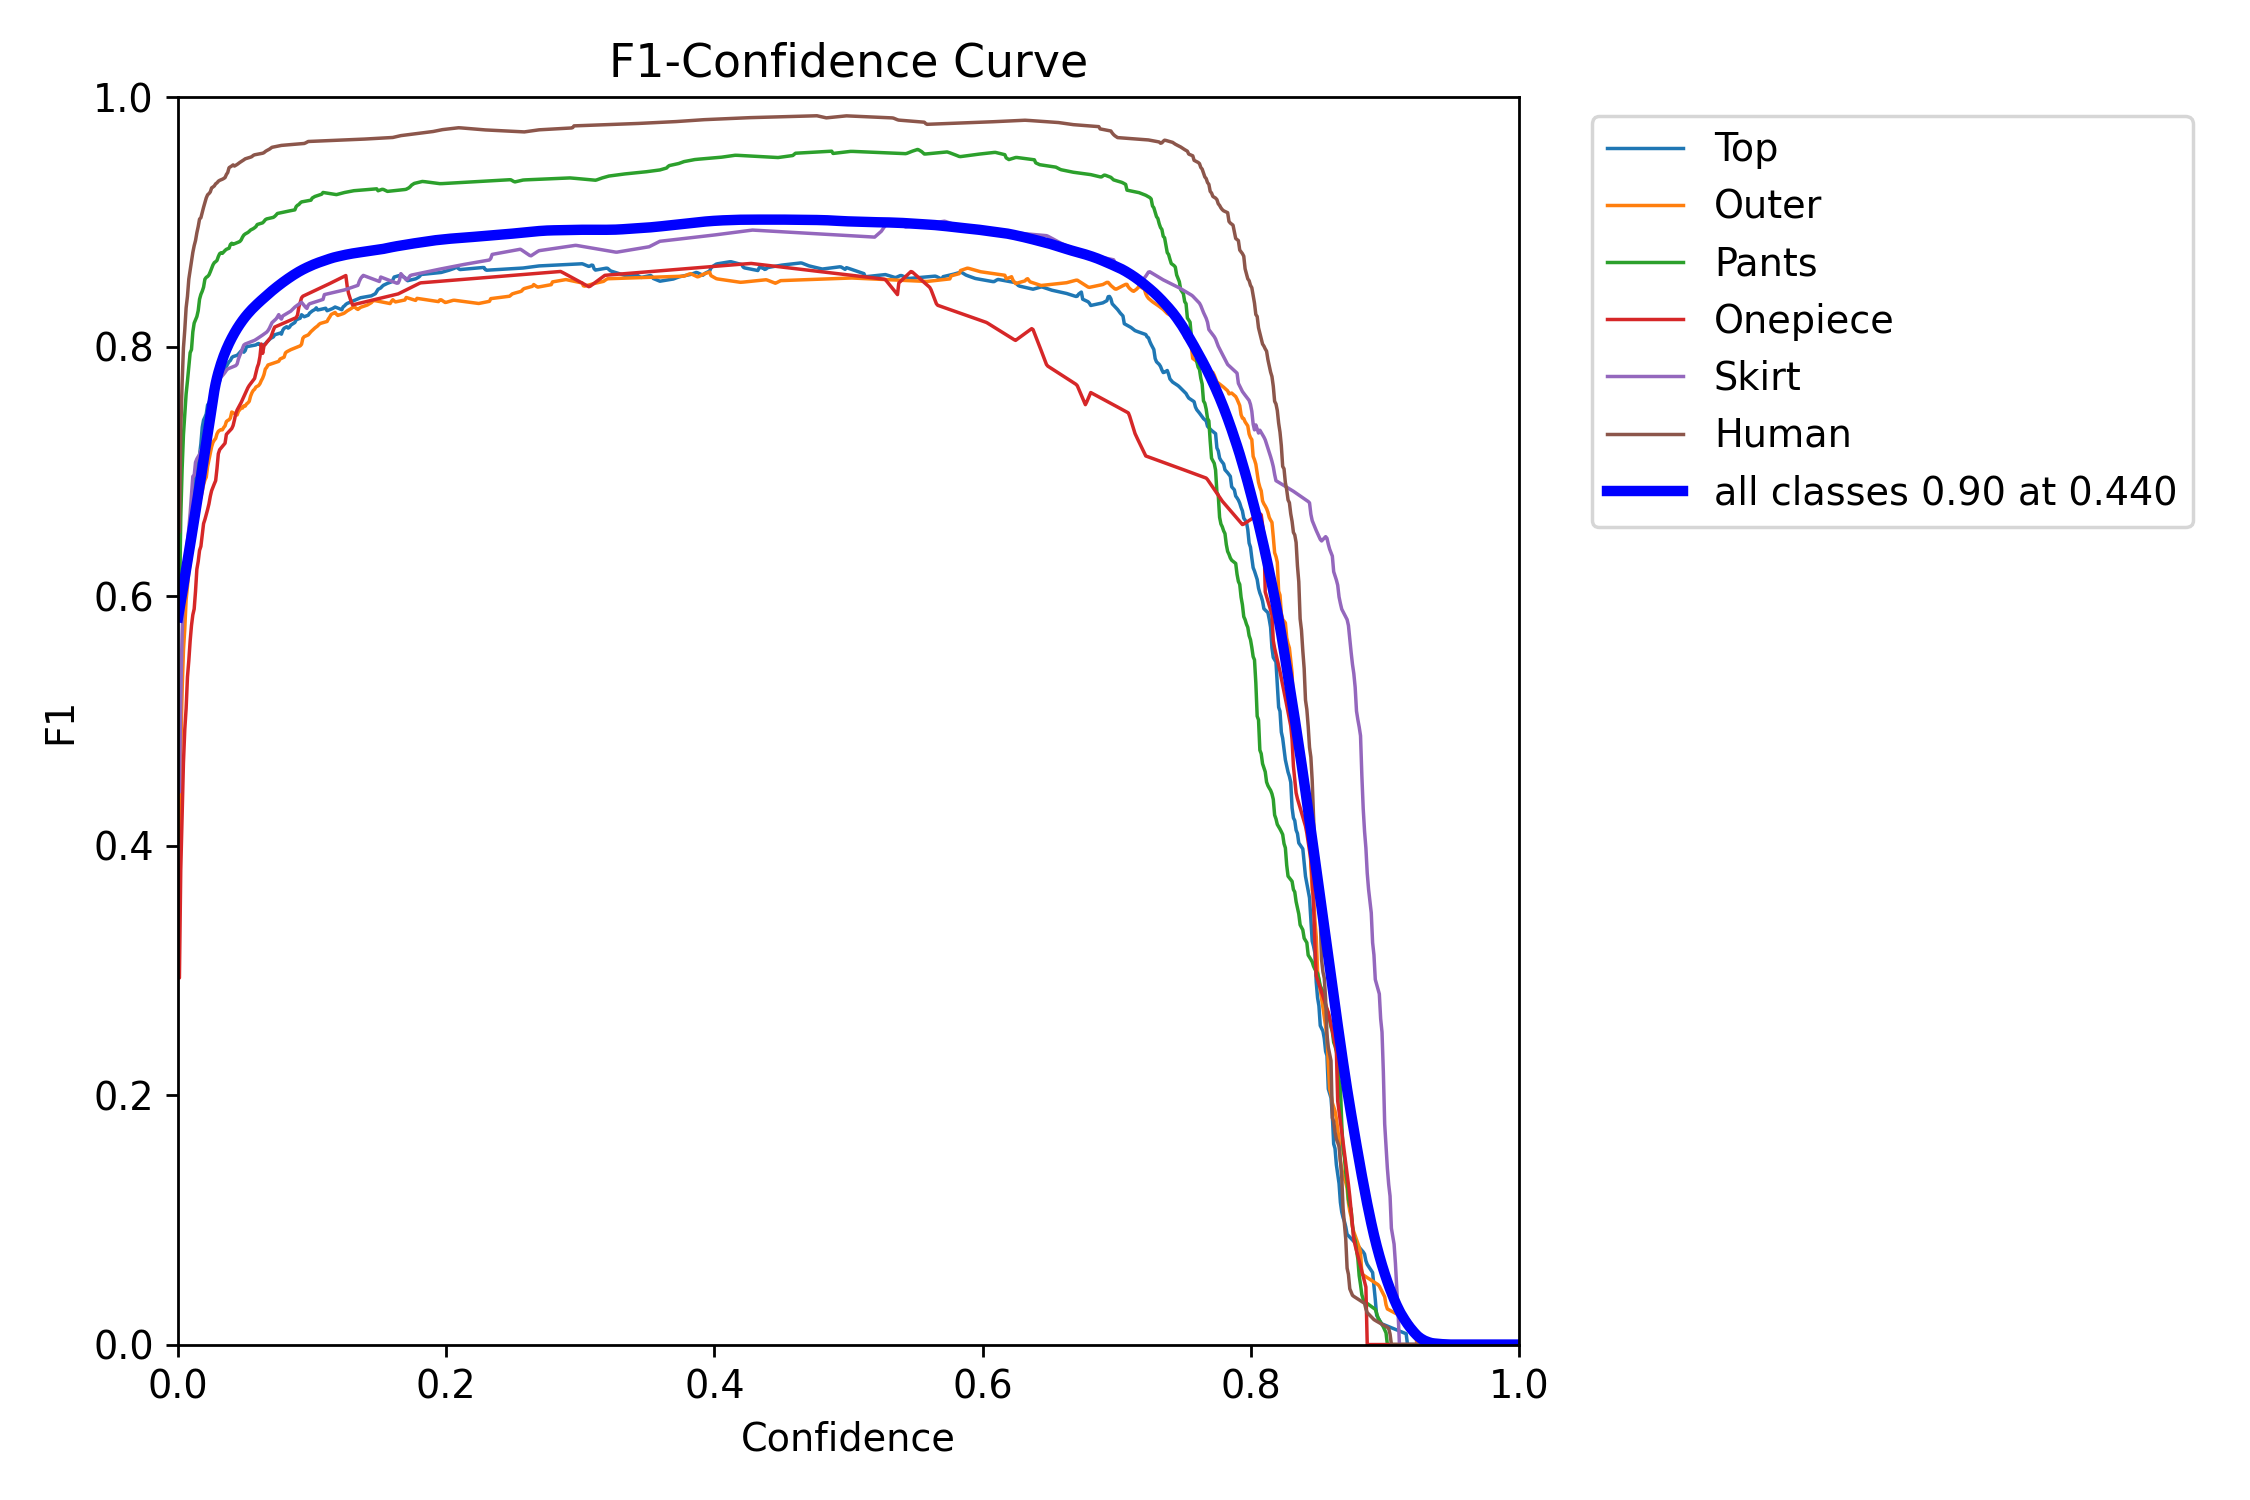 F1-Confidence Curve
1.0
0.8
0.6
0.4
0.2
0.0
F1
0.0 0.2 0.4 0.6 0.8 1.0
Confidence
Top
Outer
Pants
Onepiece
Skirt
Human
all classes 0.90 at 0.440